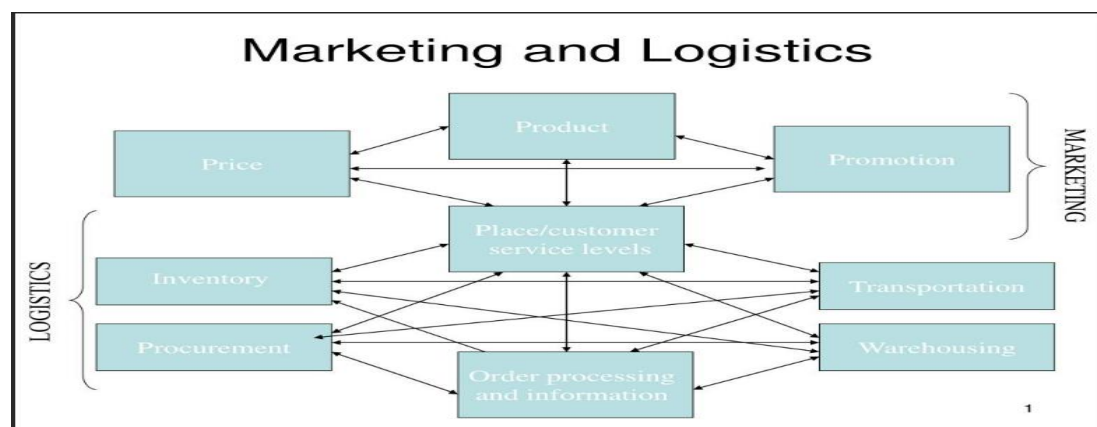 Marketing and Logistics
Product
Price
Promotion
MARKETING
Place/customer
service levels
LOGISTICS
Inventory
Transportation
Procurement
Warehousing
Order processing
and information
1